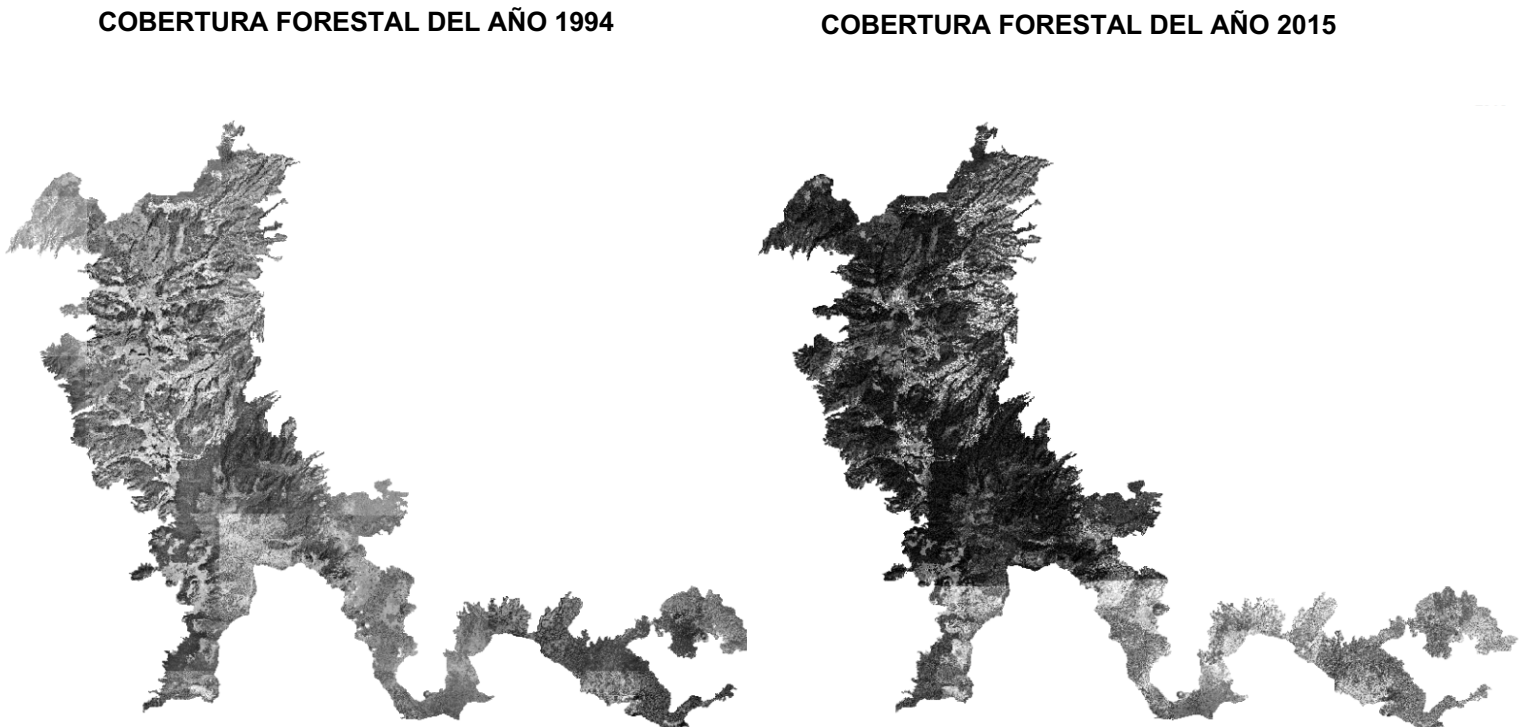 COBERTURA FORESTAL DEL AÑO 1994
COBERTURA FORESTAL DEL AÑO 2015